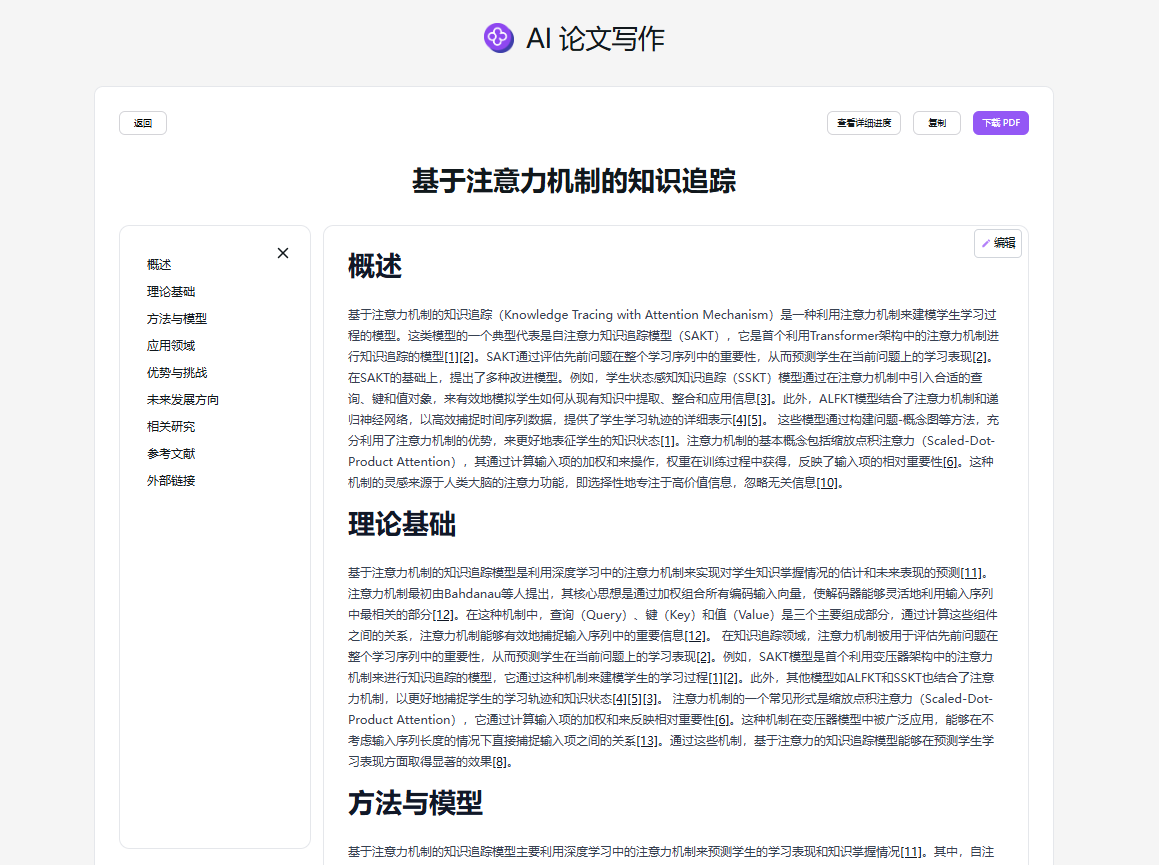 AI 论文写作
返回
查看详细进度
复制
下载 PDF
基于注意力机制的知识追踪
概述
理论基础
方法与模型
应用领域
优势与挑战
未来发展方向
相关研究
参考文献
外部链接
编辑
概述
基于注意力机制的知识追踪（Knowledge Tracing with Attention Mechanism）是一种利用注意力机制来建模学生学习过
程的模型。这类模型的一个典型代表是自注意力知识追踪模型（SAKT），它是首个利用Transformer架构中的注意力机制进
行知识追踪的模型[1][2]。SAKT通过评估先前问题在整个学习序列中的重要性，从而预测学生在当前问题上的学习表现[2]。
在SAKT的基础上，提出了多种改进模型。例如，学生状态感知知识追踪（SSKT）模型通过在注意力机制中引入合适的查
询、键和值对象，来有效地模拟学生如何从现有知识中提取、整合和应用信息[3]。此外，ALFKT模型结合了注意力机制和递
归神经网络，以高效捕捉时间序列数据，提供了学生学习轨迹的详细表示[4][5]。 这些模型通过构建问题-概念图等方法，充
分利用了注意力机制的优势，来更好地表征学生的知识状态[1]。注意力机制的基本概念包括缩放点积注意力（Scaled-Dot-
Product Attention），其通过计算输入项的加权和来操作，权重在训练过程中获得，反映了输入项的相对重要性[6]。这种
机制的灵感来源于人类大脑的注意力功能，即选择性地专注于高价值信息，忽略无关信息[10]。
理论基础
基于注意力机制的知识追踪模型是利用深度学习中的注意力机制来实现对学生知识掌握情况的估计和未来表现的预测[11]。
注意力机制最初由Bahdanau等人提出，其核心思想是通过加权组合所有编码输入向量，使解码器能够灵活地利用输入序列
中最相关的部分[12]。在这种机制中，查询（Query）、键（Key）和值（Value）是三个主要组成部分，通过计算这些组件
之间的关系，注意力机制能够有效地捕捉输入序列中的重要信息[12]。 在知识追踪领域，注意力机制被用于评估先前问题在
整个学习序列中的重要性，从而预测学生在当前问题上的学习表现[2]。例如，SAKT模型是首个利用变压器架构中的注意力
机制来进行知识追踪的模型，它通过这种机制来建模学生的学习过程[1][2]。此外，其他模型如ALFKT和SSKT也结合了注意
力机制，以更好地捕捉学生的学习轨迹和知识状态[4][5][3]。 注意力机制的一个常见形式是缩放点积注意力（Scaled-Dot-
Product Attention），它通过计算输入项的加权和来反映相对重要性[6]。这种机制在变压器模型中被广泛应用，能够在不
考虑输入序列长度的情况下直接捕捉输入项之间的关系[13]。通过这些机制，基于注意力的知识追踪模型能够在预测学生学
习表现方面取得显著的效果[8]。
方法与模型
基于注意力机制的知识追踪模型主要利用深度学习中的注意力机制来预测学生的学习表现和知识掌握情况[11]。其中，自注